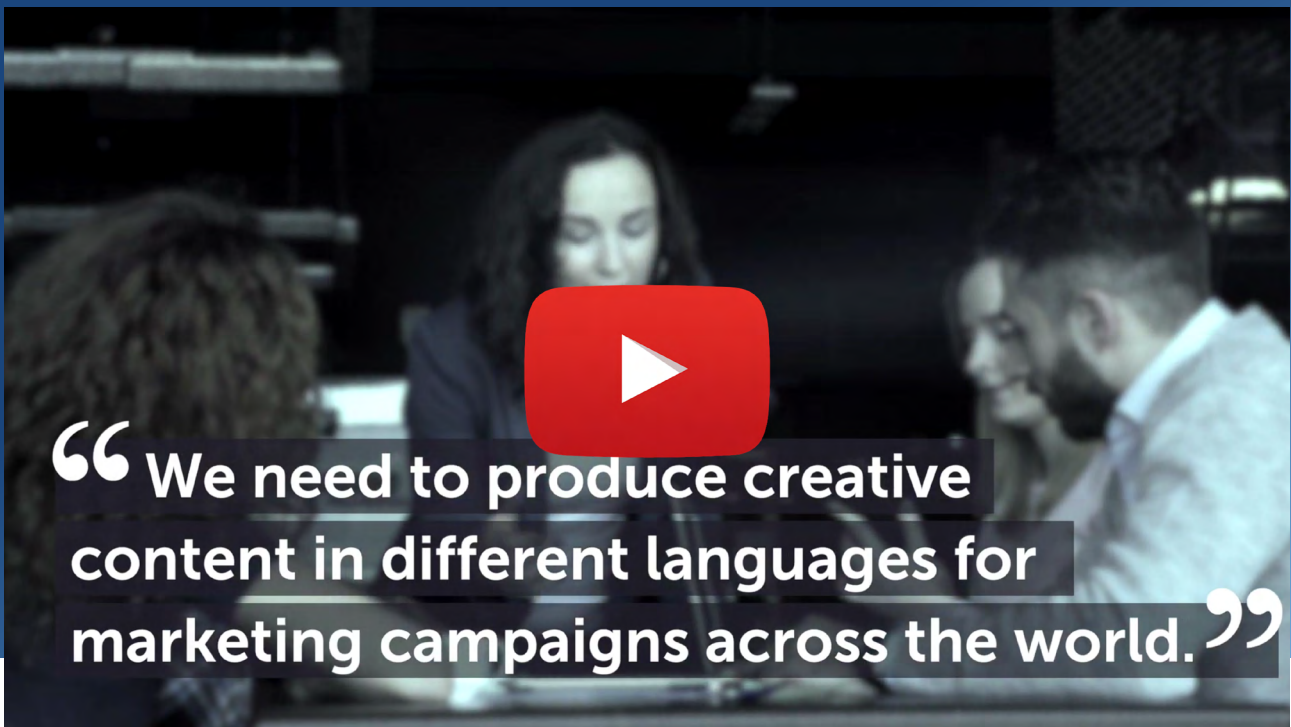 “ We need to produce creative
content in different languages for
marketing campaigns across the world. ”